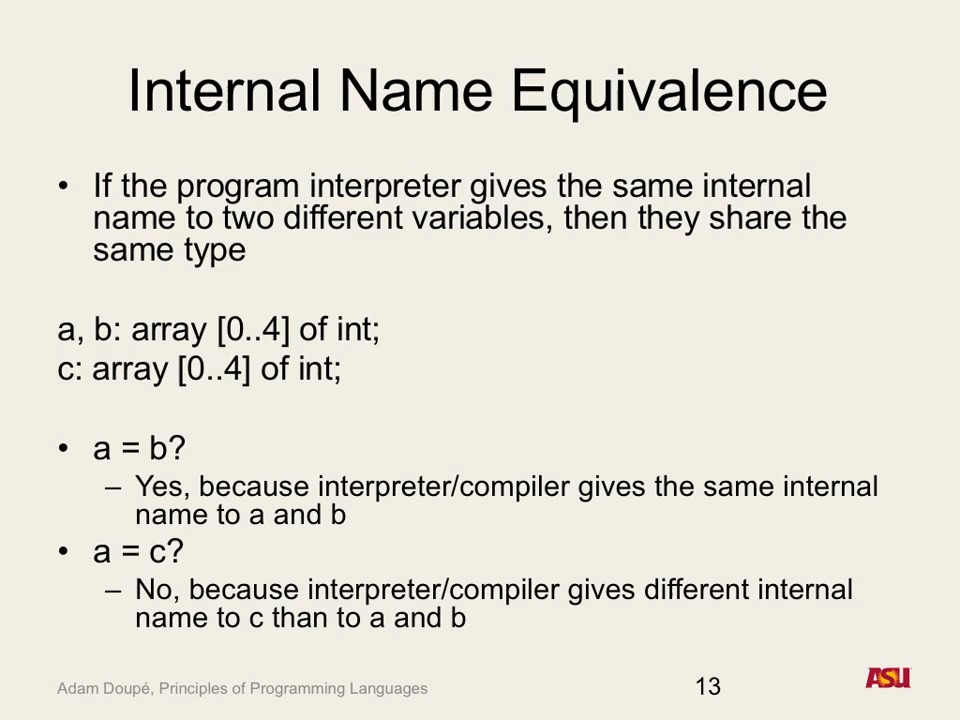 Internal Name Equivalence
• If the program interpreter gives the same internal
name to two different variables, then they share the
same type
a, b: array [0..4] of int;
c: array [0..4] of int;
• a = b?
– Yes, because interpreter/compiler gives the same internal
name to a and b
• a = c?
– No, because interpreter/compiler gives different internal
name to c than to a and b
Adam Doupé, Principles of Programming Languages
13
ASU